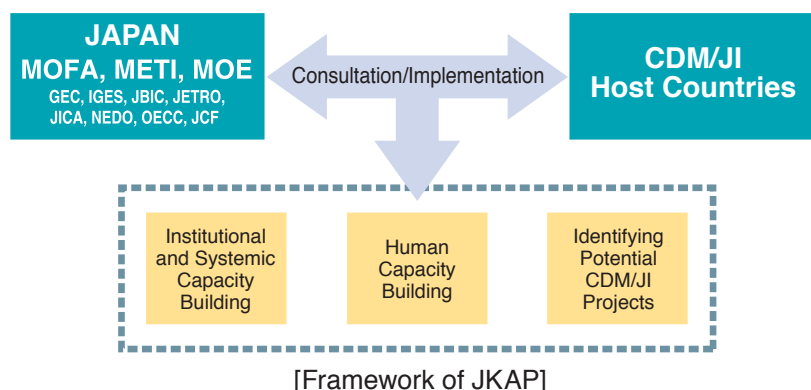 JAPAN
MOFA, METI, MOE
GEC, IGES, JBIC, JETRO,
JICA, NEDO, OECC, JCF
Consultation/Implementation
CDM/JI
Host Countries
Institutional
and Systemic
Capacity
Building
Human
Capacity
Building
Identifying
Potential
CDM/JI
Projects
[Framework of JKAP]